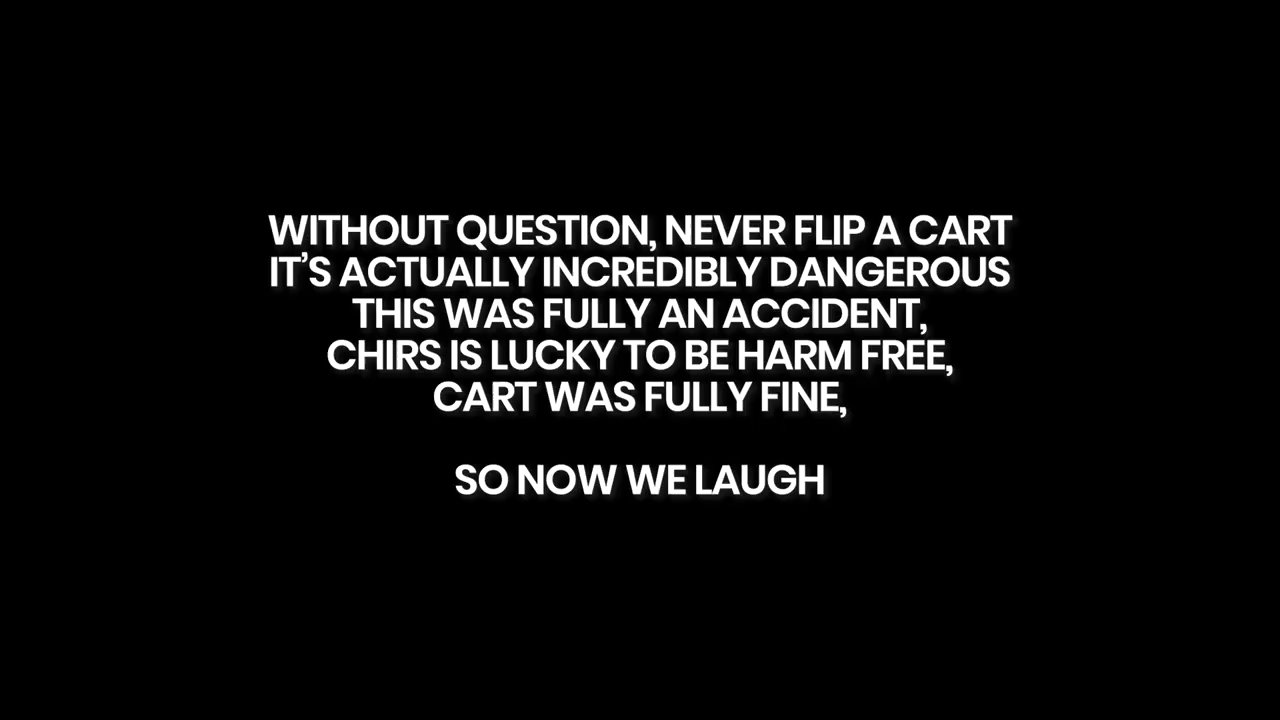 WITHOUT QUESTION, NEVER FLIP A CART
IT’S ACTUALLY INCREDIBLY DANGEROUS
THIS WAS FULLY AN ACCIDENT,
CHIRS IS LUCKY TO BE HARM FREE,
CART WAS FULLY FINE,
SO NOW WE LAUGH